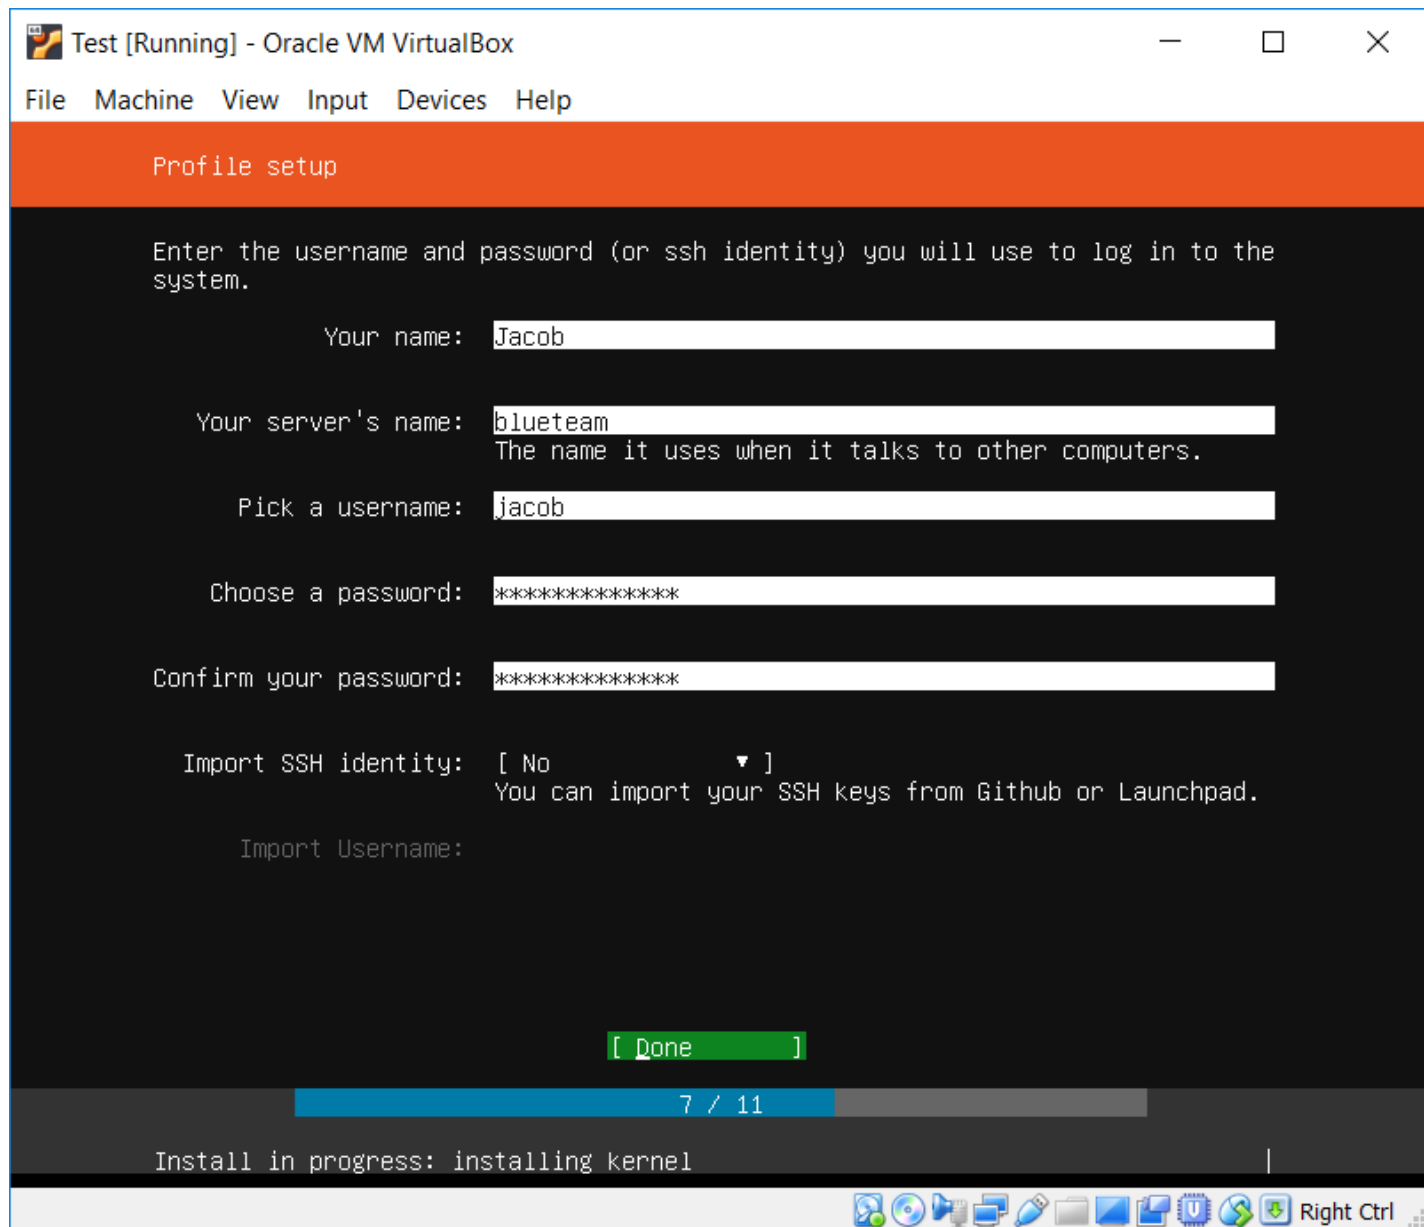 Test [Running] - Oracle VM VirtualBox
File Machine View Input Devices Help
Profile setup
Enter the username and password (or ssh identity) you will use to log in to the
system.
Your name: Jacob
Your server's name: blueteam
The name it uses when it talks to other computers.
Pick a username: jacob
Choose a password: *************
Confirm your password: *************
Import SSH identity: [ No ▼ ]
You can import your SSH keys from Github or Launchpad.
Import Username:
[ Done ]
7 / 11
Install in progress: installing kernel |
Right Ctrl